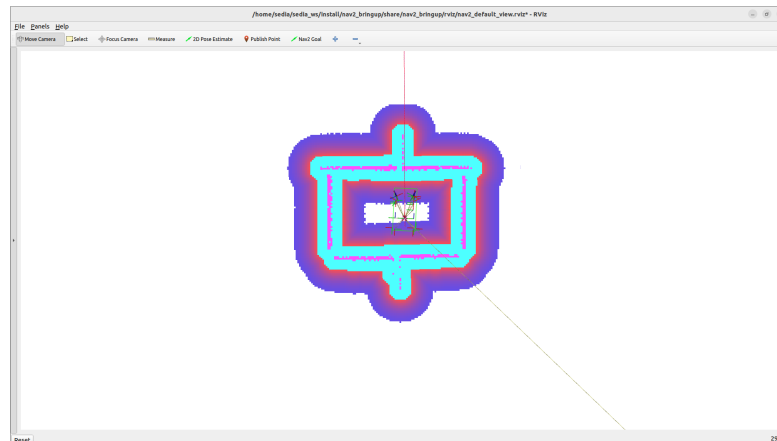 /home/sedia/sedia_ws/install/nav2_bringup/share/nav2_bringup/rviz/nav2_default_view.rviz* - RViz
File Panels Help
Move Camera Select Focus Camera Measure 2D Pose Estimate Publish Point Nav2 Goal
Reset 29